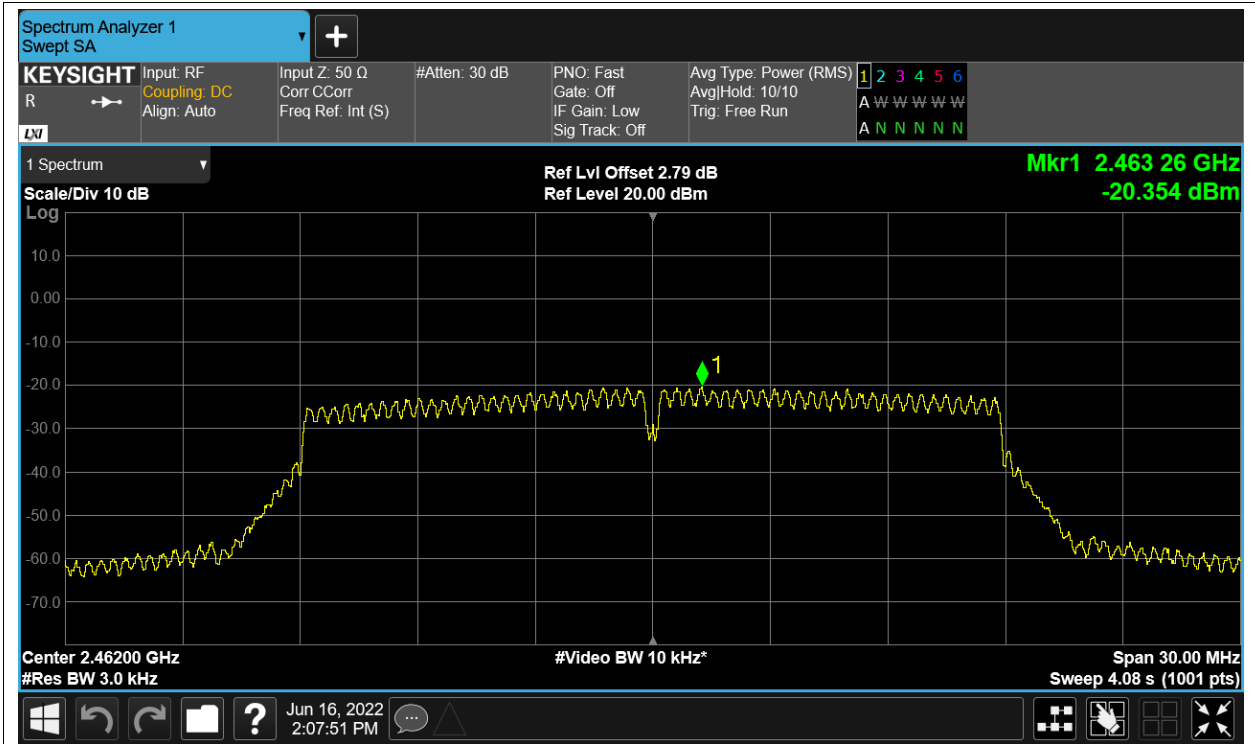 Spectrum Analyzer 1
Swept SA
KEYSIGHT
R
LXI
Input: RF
Coupling: DC
Align: Auto
Input Z: 50 Ω
Corr CCorr
Freq Ref: Int (S)
#Atten: 30 dB
PNO: Fast
Gate: Off
IF Gain: Low
Sig Track: Off
Avg Type: Power (RMS)
Avg|Hold: 10/10
Trig: Free Run
1 2 3 4 5 6
A W W W W W
A N N N N N
1 Spectrum
Scale/Div 10 dB
Log
Ref Lvl Offset 2.79 dB
Ref Level 20.00 dBm
Mkr1 2.463 26 GHz
-20.354 dBm
10.0
0.00
-10.0
1
-20.0
-30.0
-40.0
-50.0
-60.0
-70.0
Center 2.46200 GHz
#Res BW 3.0 kHz
#Video BW 10 kHz*
Span 30.00 MHz
Sweep 4.08 s (1001 pts)
?
Jun 16, 2022
2:07:51 PM